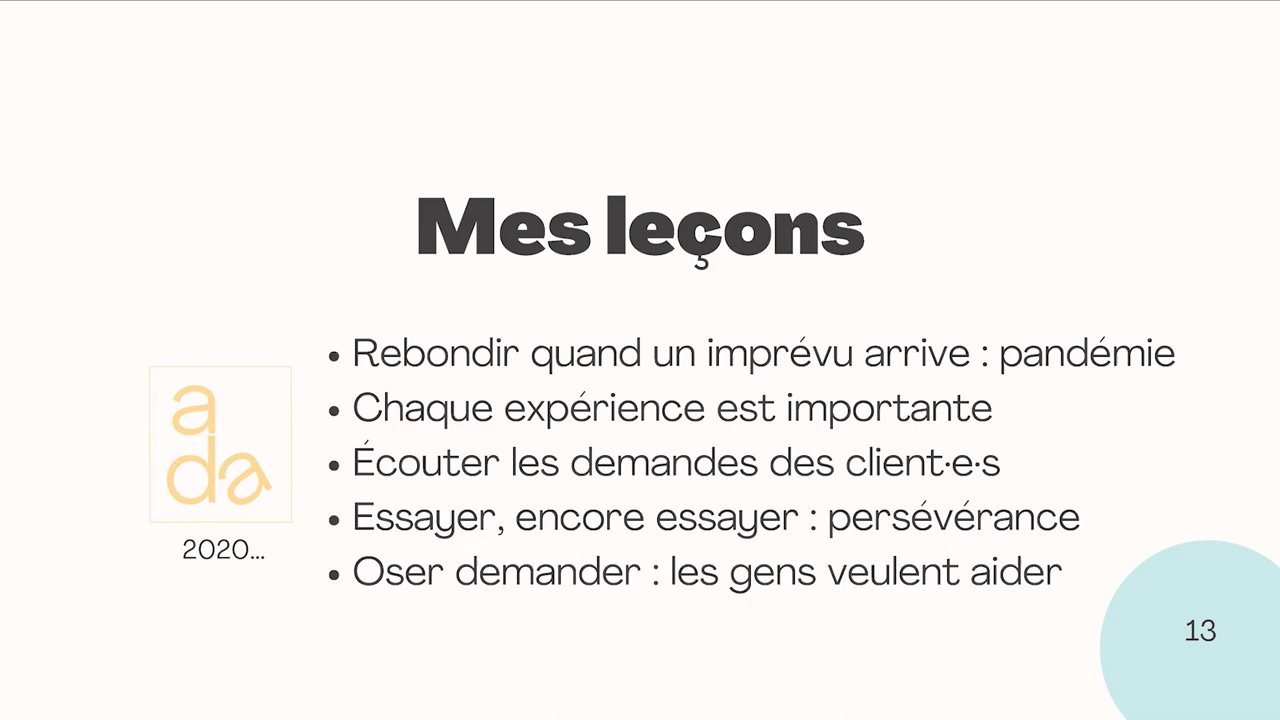 Mes leçons
• Rebondir quand un imprévu arrive : pandémie
• Chaque expérience est importante
• Écouter les demandes des client·e·s
• Essayer, encore essayer : persévérance
• Oser demander : les gens veulent aider
a
da
2020...
13